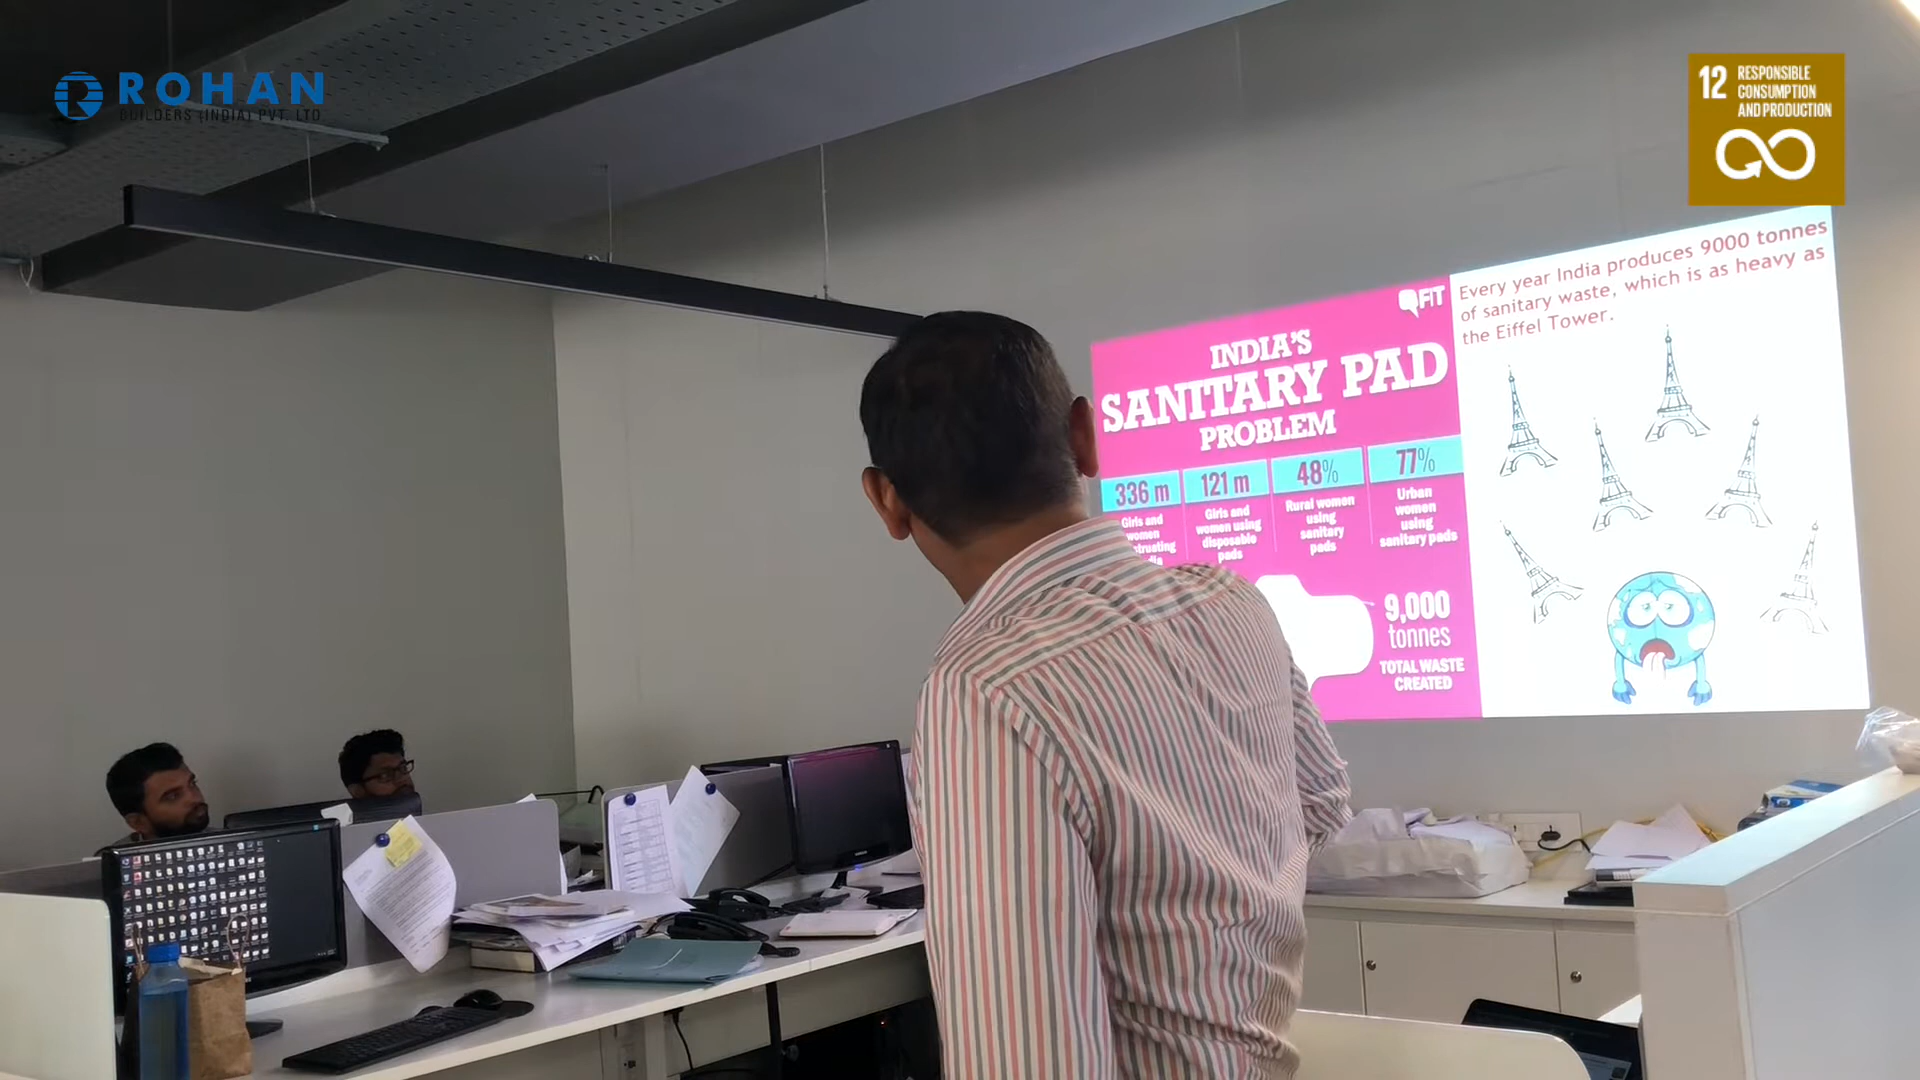 ROHAN
BUILDERS (INDIA) PVT. LTD
12 RESPONSIBLE
CONSUMPTION
AND PRODUCTION
FIT
INDIA'S
SANITARY PAD
PROBLEM
336 m
Girls and
women
121 m
Girls and
women using
disposable
pads
48%
Rural women
using
sanitary
pads
77%
Urban
women
using
sanitary pads
9,000
tonnes
TOTAL WASTE
CREATED
Every year India produces 9000 tonnes
of sanitary waste, which is as heavy as
the Eiffel Tower.